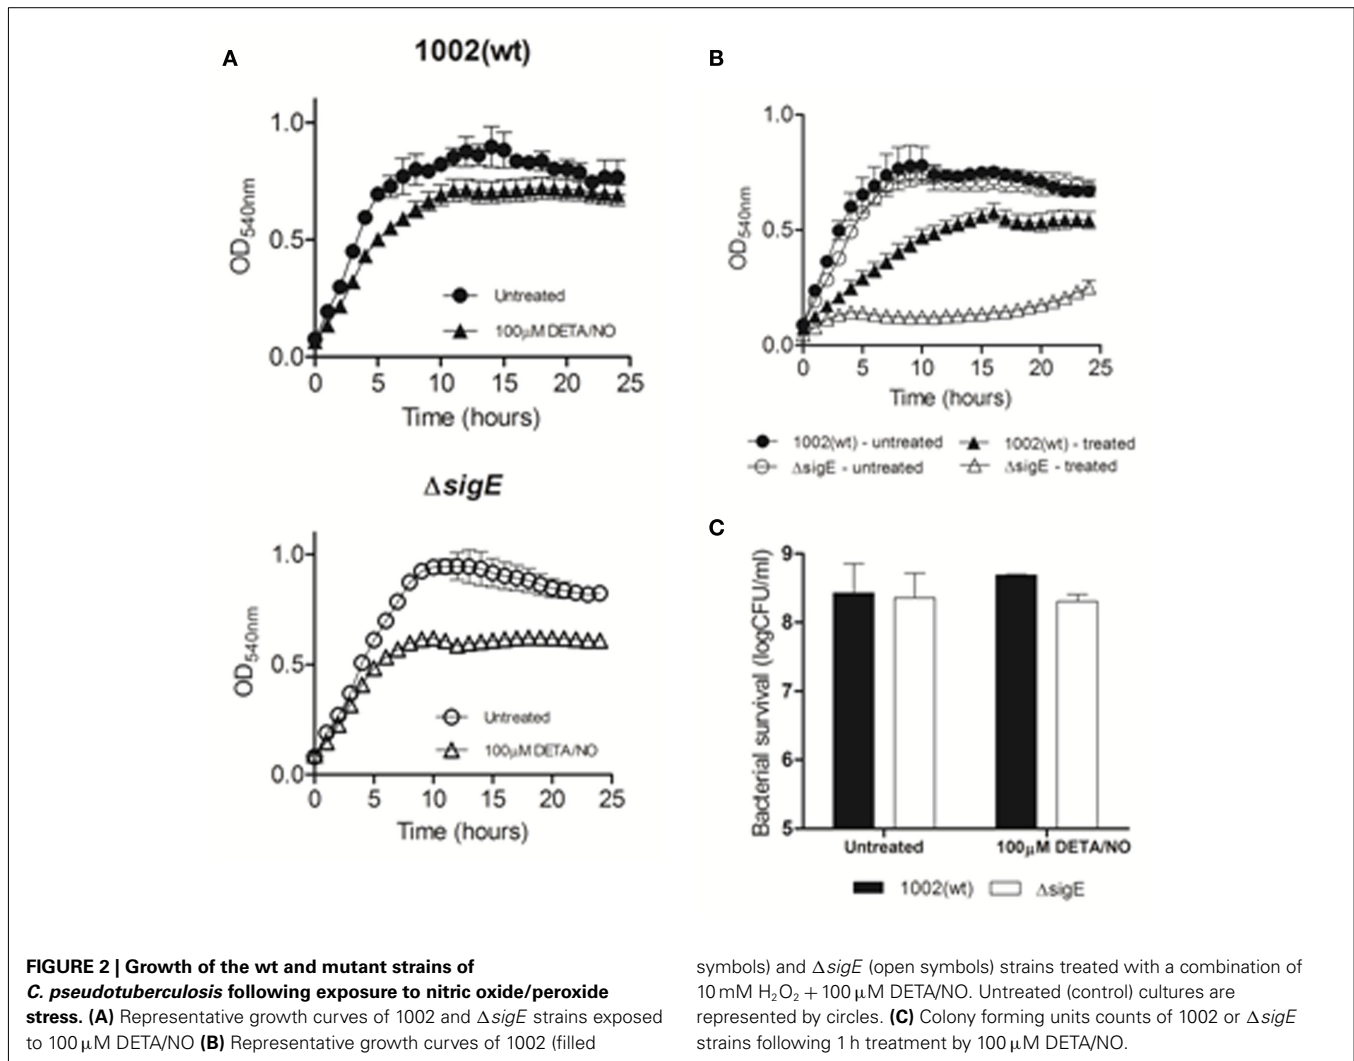 A
1002(wt)
1.0
0.5
0.0
OD540nm
Untreated
100μM DETA/NO
0 5 10 15 20 25
Time (hours)
ΔsigE
1.0
0.5
0.0
OD540nm
Untreated
100μM DETA/NO
0 5 10 15 20 25
Time (hours)
B
1.0
0.5
0.0
OD540nm
0 5 10 15 20 25
Time (hours)
1002(wt) - untreated 1002(wt) - treated
ΔsigE - untreated ΔsigE - treated
C
9
8
7
6
5
Bacterial survival (logCFU/ml)
Untreated 100μM DETA/NO
1002(wt) ΔsigE
FIGURE 2 | Growth of the wt and mutant strains of
C. pseudotuberculosis following exposure to nitric oxide/peroxide
stress. (A) Representative growth curves of 1002 and ΔsigE strains exposed
to 100 μM DETA/NO (B) Representative growth curves of 1002 (filled
symbols) and ΔsigE (open symbols) strains treated with a combination of
10 mM H2O2 + 100 μM DETA/NO. Untreated (control) cultures are
represented by circles. (C) Colony forming units counts of 1002 or ΔsigE
strains following 1 h treatment by 100 μM DETA/NO.